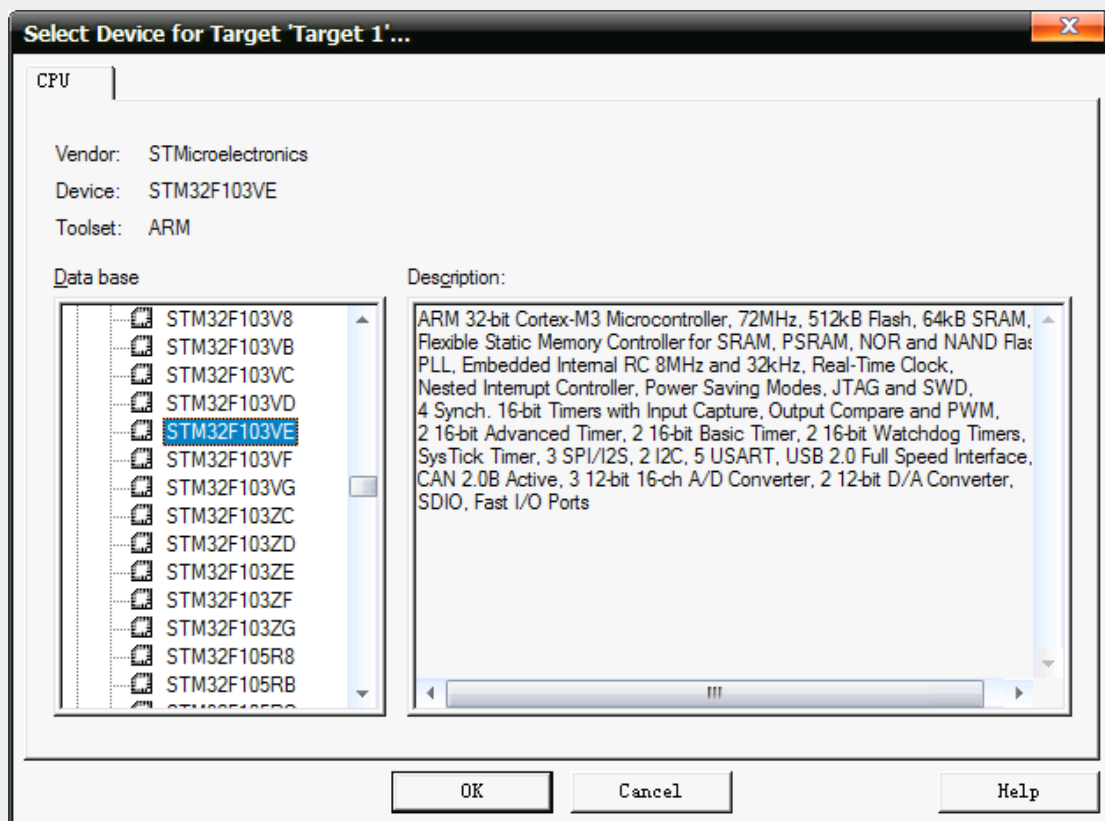 Select Device for Target 'Target 1'...
CPU
Vendor: STMicroelectronics
Device: STM32F103VE
Toolset: ARM
Data base
STM32F103V8
STM32F103VB
STM32F103VC
STM32F103VD
STM32F103VE
STM32F103VF
STM32F103VG
STM32F103ZC
STM32F103ZD
STM32F103ZE
STM32F103ZF
STM32F103ZG
STM32F105R8
STM32F105RB
Description:
ARM 32-bit Cortex-M3 Microcontroller, 72MHz, 512kB Flash, 64kB SRAM,
Flexible Static Memory Controller for SRAM, PSRAM, NOR and NAND Flas
PLL, Embedded Internal RC 8MHz and 32kHz, Real-Time Clock,
Nested Interrupt Controller, Power Saving Modes, JTAG and SWD,
4 Synch. 16-bit Timers with Input Capture, Output Compare and PWM,
2 16-bit Advanced Timer, 2 16-bit Basic Timer, 2 16-bit Watchdog Timers,
SysTick Timer, 3 SPI/I2S, 2 I2C, 5 USART, USB 2.0 Full Speed Interface,
CAN 2.0B Active, 3 12-bit 16-ch A/D Converter, 2 12-bit D/A Converter,
SDIO, Fast I/O Ports
OK
Cancel
Help